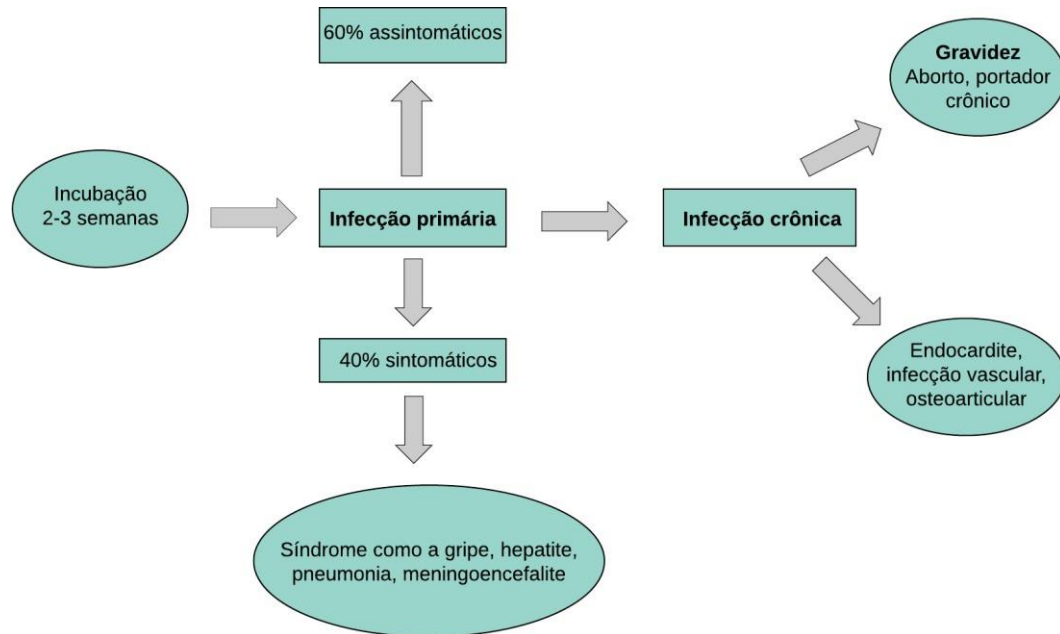 60% assintomáticos
Gravidez
Aborto, portador
crônico
Incubação
2-3 semanas
Infecção primária
Infecção crônica
40% sintomáticos
Endocardite,
infecção vascular,
osteoarticular
Síndrome como a gripe, hepatite,
pneumonia, meningoencefalite